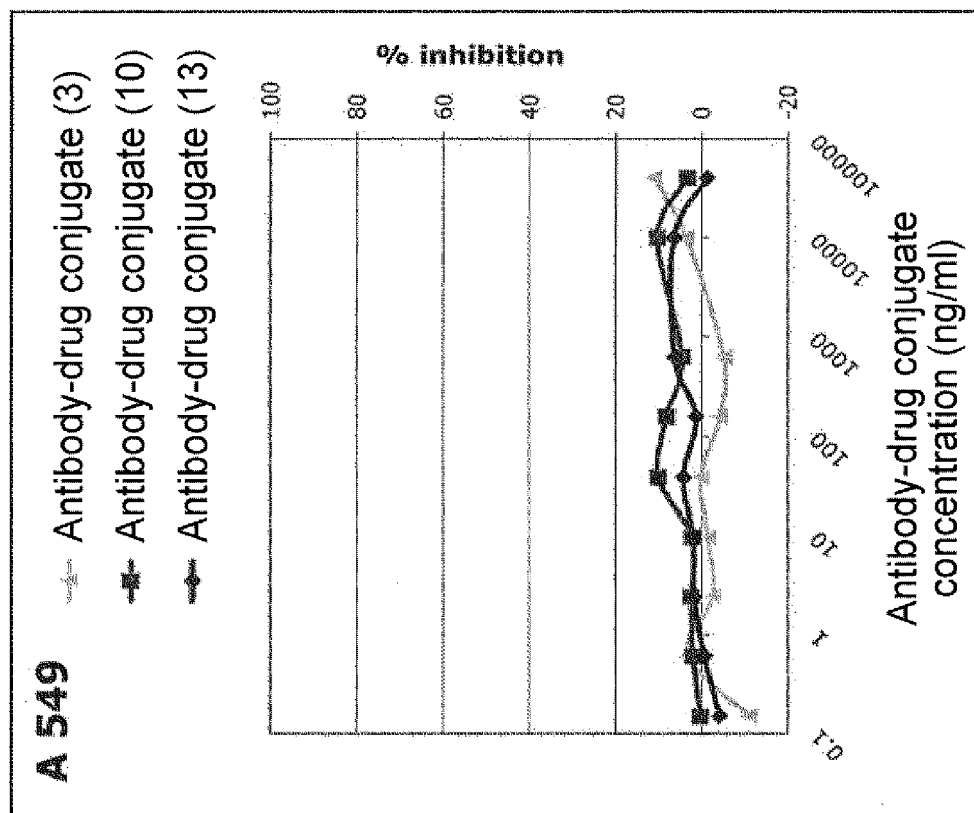 A 549
Antibody-drug conjugate (3)
Antibody-drug conjugate (10)
Antibody-drug conjugate (13)
% inhibition
100
80
60
40
20
0
-20
0.1
1
10
100
1000
10000
100000
Antibody-drug conjugate
concentration (ng/ml)